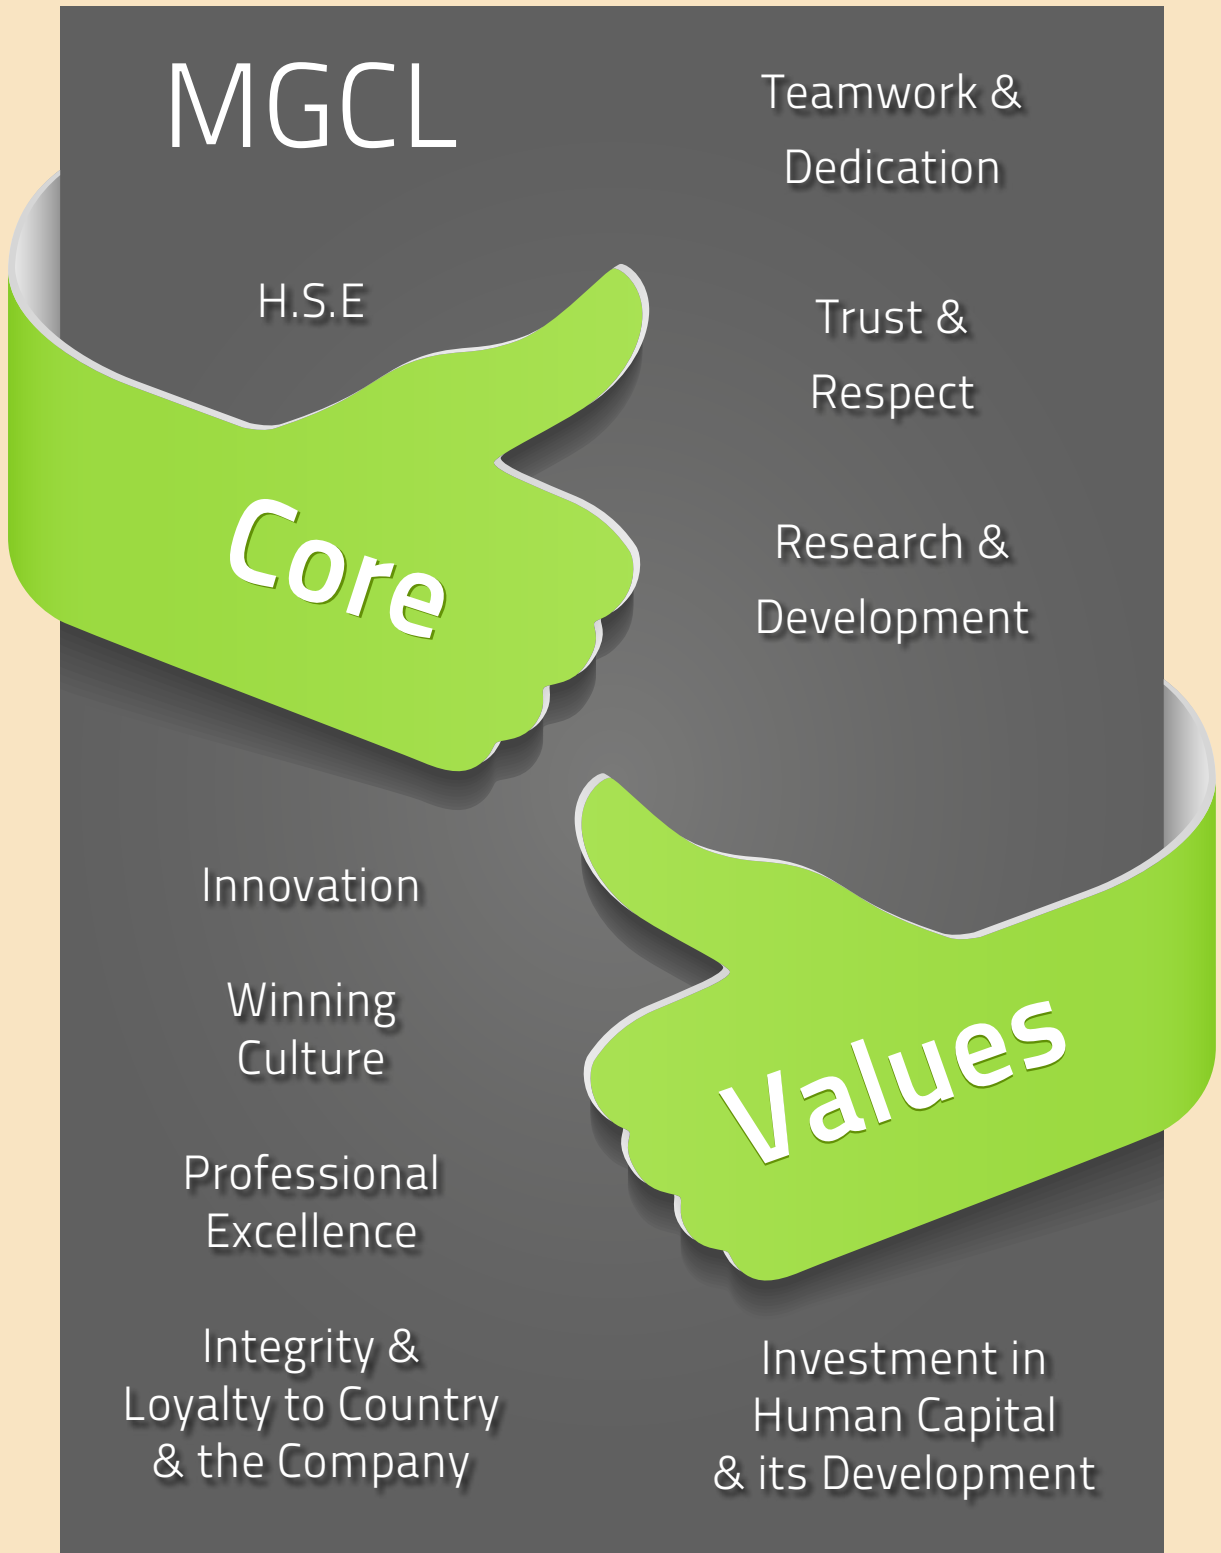 MGCL
H.S.E
Core
Teamwork &
Dedication
Trust &
Respect
Research &
Development
Innovation
Winning
Culture
Professional
Excellence
Integrity &
Loyalty to Country
& the Company
Values
Investment in
Human Capital
& its Development